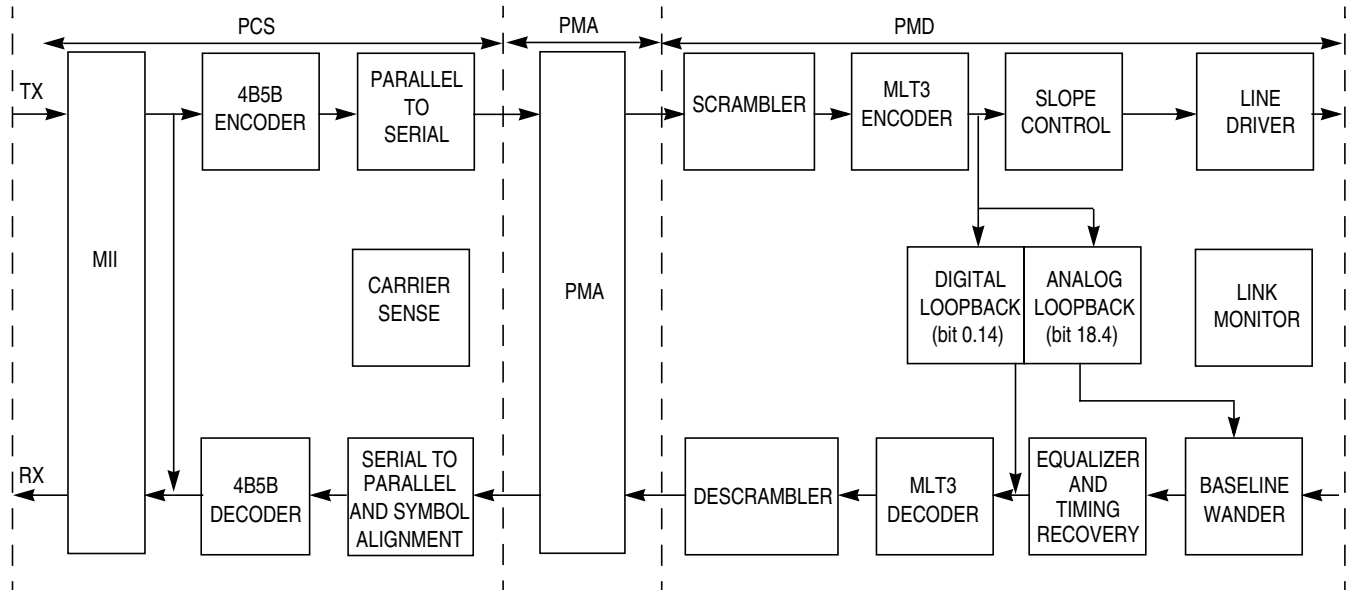 PCS
PMA
PMD
TX
4B5B
ENCODER
PARALLEL
TO
SERIAL
SCRAMBLER
MLT3
ENCODER
SLOPE
CONTROL
LINE
DRIVER
MII
CARRIER
SENSE
PMA
DIGITAL
LOOPBACK
(bit 0.14)
ANALOG
LOOPBACK
(bit 18.4)
LINK
MONITOR
RX
4B5B
DECODER
SERIAL TO
PARALLEL
AND SYMBOL
ALIGNMENT
DESCRAMBLER
MLT3
DECODER
EQUALIZER
AND
TIMING
RECOVERY
BASELINE
WANDER